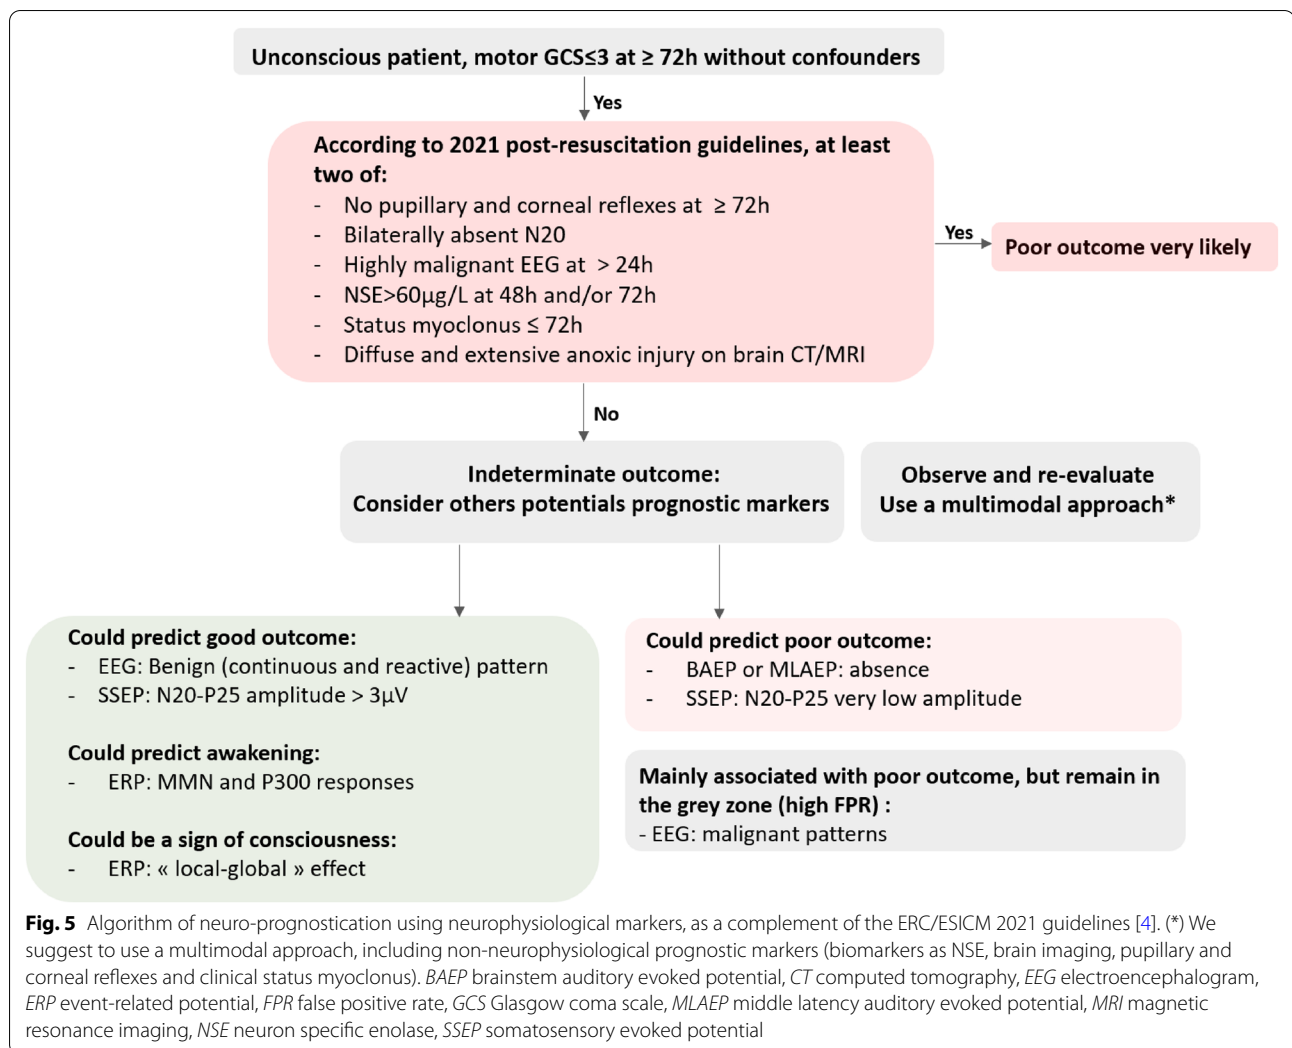 Unconscious patient, motor GCS≤3 at ≥ 72h without confounders
Yes
According to 2021 post-resuscitation guidelines, at least
two of:
- No pupillary and corneal reflexes at ≥ 72h
- Bilaterally absent N20
- Highly malignant EEG at > 24h
- NSE>60µg/L at 48h and/or 72h
- Status myoclonus ≤ 72h
- Diffuse and extensive anoxic injury on brain CT/MRI
Yes
Poor outcome very likely
No
Indeterminate outcome:
Consider others potentials prognostic markers
Observe and re-evaluate
Use a multimodal approach*
Could predict good outcome:
- EEG: Benign (continuous and reactive) pattern
- SSEP: N20-P25 amplitude > 3µV
Could predict awakening:
- ERP: MMN and P300 responses
Could be a sign of consciousness:
- ERP: « local-global » effect
Could predict poor outcome:
- BAEP or MLAEP: absence
- SSEP: N20-P25 very low amplitude
Mainly associated with poor outcome, but remain in
the grey zone (high FPR) :
- EEG: malignant patterns
Fig. 5 Algorithm of neuro-prognostication using neurophysiological markers, as a complement of the ERC/ESICM 2021 guidelines [4]. (*) We
suggest to use a multimodal approach, including non-neurophysiological prognostic markers (biomarkers as NSE, brain imaging, pupillary and
corneal reflexes and clinical status myoclonus). BAEP brainstem auditory evoked potential, CT computed tomography, EEG electroencephalogram,
ERP event-related potential, FPR false positive rate, GCS Glasgow coma scale, MLAEP middle latency auditory evoked potential, MRI magnetic
resonance imaging, NSE neuron specific enolase, SSEP somatosensory evoked potential